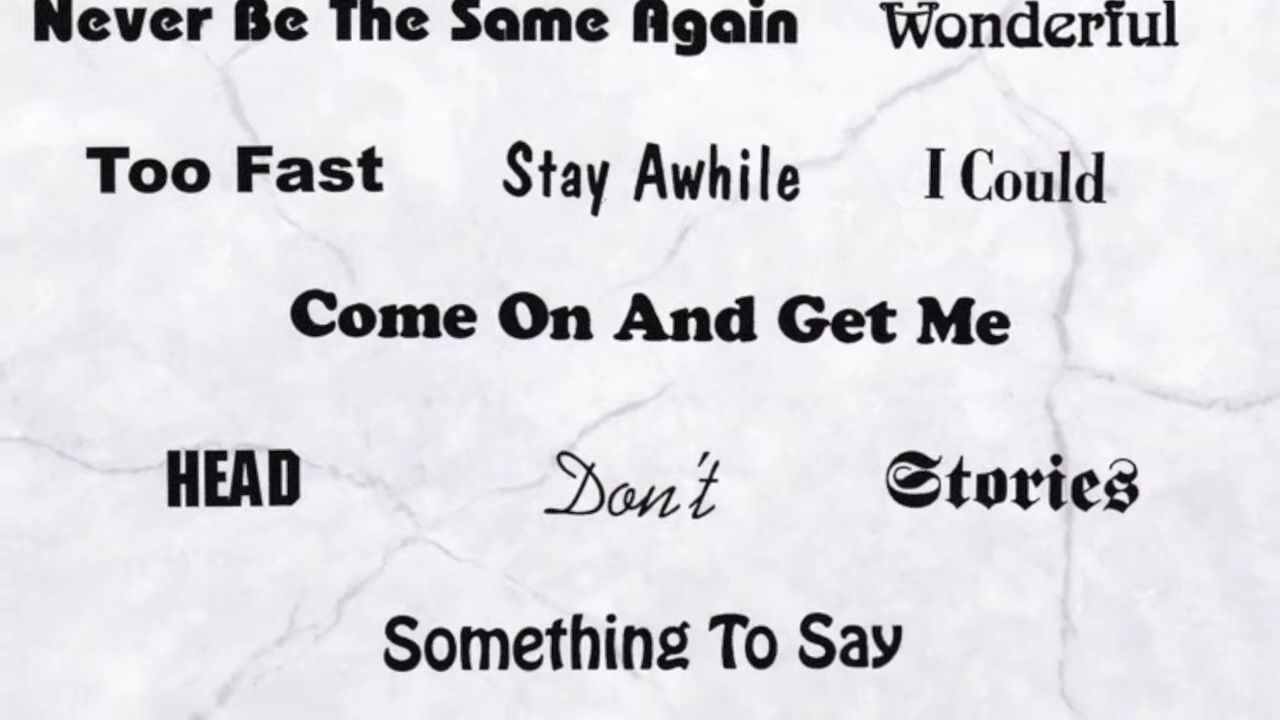 Never Be The Same Again Wonderful
Too Fast Stay Awhile I Could
Come On And Get Me
HEAD Don't Stories
Something To Say